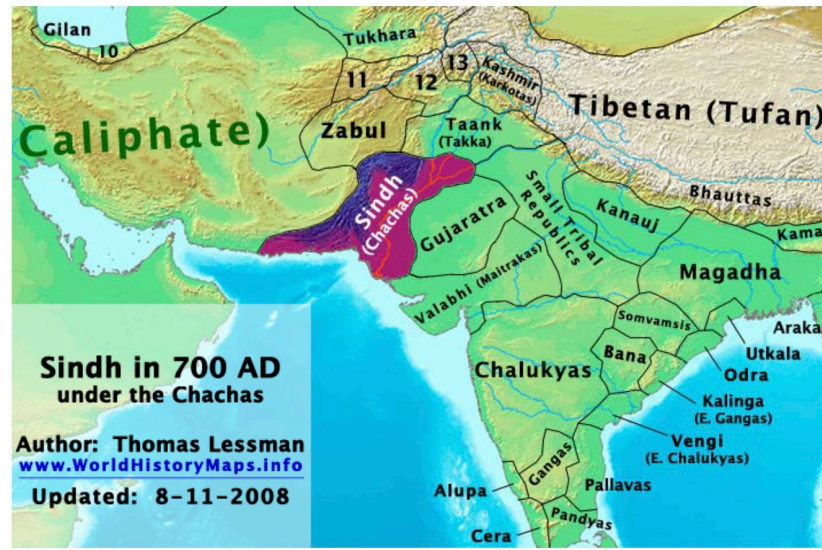 Gilan
10
Tukhara
11
12
13
Kashmir
(Karkotas)
Caliphate)
Zabul
Taank
(Takka)
Tibetan (Tufan)
Sindh
(Chachas)
Gujaratra
Small Tribal
Republics
Kanauj
Bhauttas
Kama
Valabhi (Maitrakas)
Magadha
Somvamsis
Araka
Utkala
Chalukyas
Bana
Odra
Kalinga
(E. Gangas)
Vengi
(E. Chalukyas)
Gangas
Alupa
Pallavas
Pandyas
Cera
Sindh in 700 AD
under the Chachas
Author: Thomas Lessman
www.WorldHistoryMaps.info
Updated: 8-11-2008